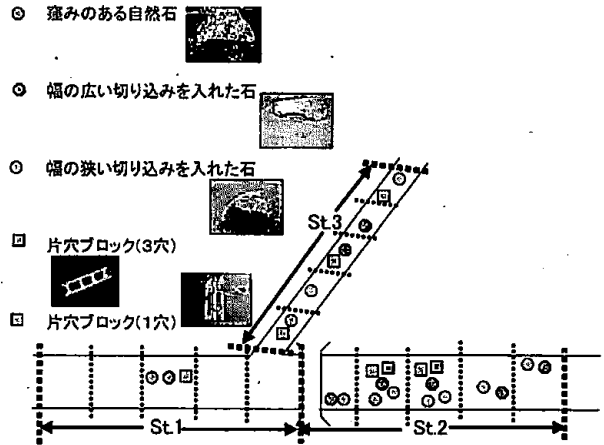 窪みのある自然石
幅の広い切り込みを入れた石
幅の狭い切り込みを入れた石
片穴ブロック(3穴)
片穴ブロック(1穴)
St.3
St.1
St.2